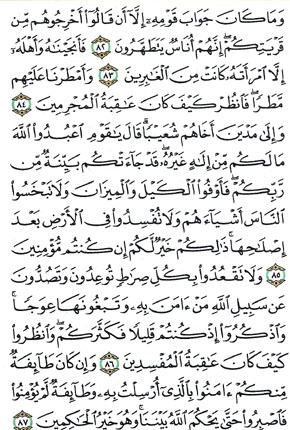 وَمَا كَانَ جَوَابَ قَوْمِهِۦٓ إِلَّآ أَن قَالُوٓا۟ أَخْرِجُوهُم مِّن
قَرْيَتِكُمْ ۖ إِنَّهُمْ أُنَاسٌ يَتَطَهَّرُونَ ٨٢ فَأَنجَيْنَـٰهُ وَأَهْلَهُۥٓ
إِلَّا ٱمْرَأَتَهُۥ كَانَتْ مِنَ ٱلْغَـٰبِرِينَ ٨٣ وَأَمْطَرْنَا عَلَيْهِم
مَّطَرًا ۖ فَٱنظُرْ كَيْفَ كَانَ عَـٰقِبَةُ ٱلْمُجْرِمِينَ ٨٤
وَإِلَىٰ مَدْيَنَ أَخَاهُمْ شُعَيْبًا ۗ قَالَ يَـٰقَوْمِ ٱعْبُدُوا۟ ٱللَّهَ
مَا لَكُم مِّنْ إِلَـٰهٍ غَيْرُهُۥ ۖ قَدْ جَآءَتْكُم بَيِّنَةٌ مِّن
رَّبِّكُمْ ۖ فَأَوْفُوا۟ ٱلْكَيْلَ وَٱلْمِيزَانَ وَلَا تَبْخَسُوا۟
ٱلنَّاسَ أَشْيَآءَهُمْ وَلَا تُفْسِدُوا۟ فِى ٱلْأَرْضِ بَعْدَ
إِصْلَـٰحِهَا ۚ ذَٰلِكُمْ خَيْرٌ لَّكُمْ إِن كُنتُم مُّؤْمِنِينَ
٨٥ وَلَا تَقْعُدُوا۟ بِكُلِّ صِرَٰطٍ تُوعِدُونَ وَتَصُدُّونَ
عَن سَبِيلِ ٱللَّهِ مَنْ ءَامَنَ بِهِۦ وَتَبْغُونَهَا عِوَجًا ۚ
وَٱذْكُرُوٓا۟ إِذْ كُنتُمْ قَلِيلًا فَكَثَّرَكُمْ ۖ وَٱنظُرُوا۟
كَيْفَ كَانَ عَـٰقِبَةُ ٱلْمُفْسِدِينَ ٨٦ وَإِن كَانَ طَآئِفَةٌ
مِّنكُمْ ءَامَنُوا۟ بِٱلَّذِىٓ أُرْسِلْتُ بِهِۦ وَطَآئِفَةٌ لَّمْ يُؤْمِنُوا۟
فَٱصْبِرُوا۟ حَتَّىٰ يَحْكُمَ ٱللَّهُ بَيْنَنَا ۚ وَهُوَ خَيْرُ ٱلْحَـٰكِمِينَ ٨٧